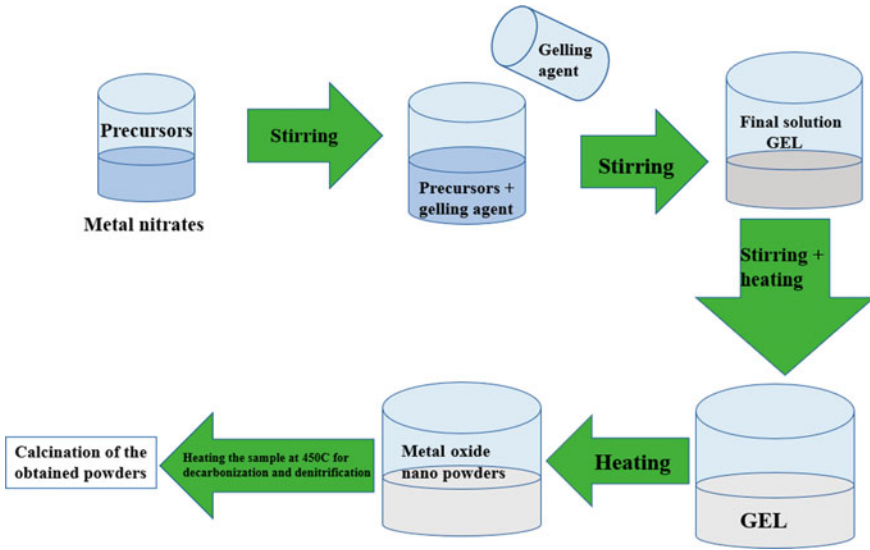 Precursors
Metal nitrates
Stirring
Gelling
agent
Precursors +
gelling agent
Stirring
Final solution
GEL
Stirring +
heating
GEL
Heating
Metal oxide
nano powders
Heating the sample at 450C for
decarbonization and denitrification
Calcination of the
obtained powders